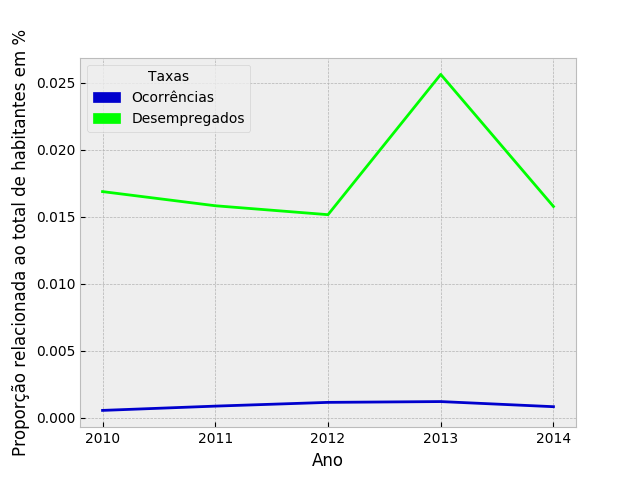 Proporção relacionada ao total de habitantes em %
Taxas
Ocorrências
Desempregados
0.025
0.020
0.015
0.010
0.005
0.000
2010 2011 2012 2013 2014
Ano